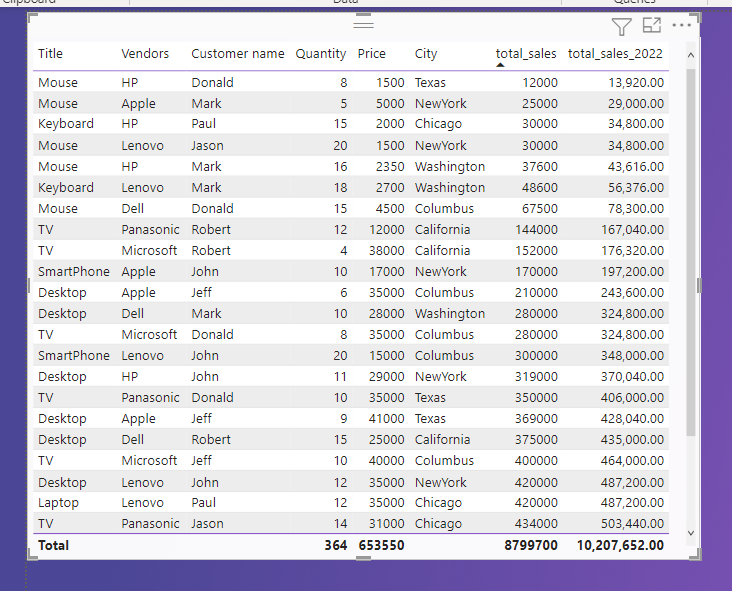 Clipboard Data Queries
Title Vendors Customer name Quantity Price City total_sales total_sales_2022
Mouse HP Donald 8 1500 Texas 12000 13,920.00
Mouse Apple Mark 5 5000 NewYork 25000 29,000.00
Keyboard HP Paul 15 2000 Chicago 30000 34,800.00
Mouse Lenovo Jason 20 1500 NewYork 30000 34,800.00
Mouse HP Mark 16 2350 Washington 37600 43,616.00
Keyboard Lenovo Mark 18 2700 Washington 48600 56,376.00
Mouse Dell Donald 15 4500 Columbus 67500 78,300.00
TV Panasonic Robert 12 12000 California 144000 167,040.00
TV Microsoft Robert 4 38000 California 152000 176,320.00
SmartPhone Apple John 10 17000 NewYork 170000 197,200.00
Desktop Apple Jeff 6 35000 Columbus 210000 243,600.00
Desktop Dell Mark 10 28000 Washington 280000 324,800.00
TV Microsoft Donald 8 35000 Columbus 280000 324,800.00
SmartPhone Lenovo John 20 15000 Columbus 300000 348,000.00
Desktop HP John 11 29000 NewYork 319000 370,040.00
TV Panasonic Donald 10 35000 Texas 350000 406,000.00
Desktop Apple Jeff 9 41000 Texas 369000 428,040.00
Desktop Dell Robert 15 25000 California 375000 435,000.00
TV Microsoft Jeff 10 40000 Columbus 400000 464,000.00
Desktop Lenovo John 12 35000 NewYork 420000 487,200.00
Laptop Lenovo Paul 12 35000 Chicago 420000 487,200.00
TV Panasonic Jason 14 31000 Chicago 434000 503,440.00
Total 364 653550 8799700 10,207,652.00